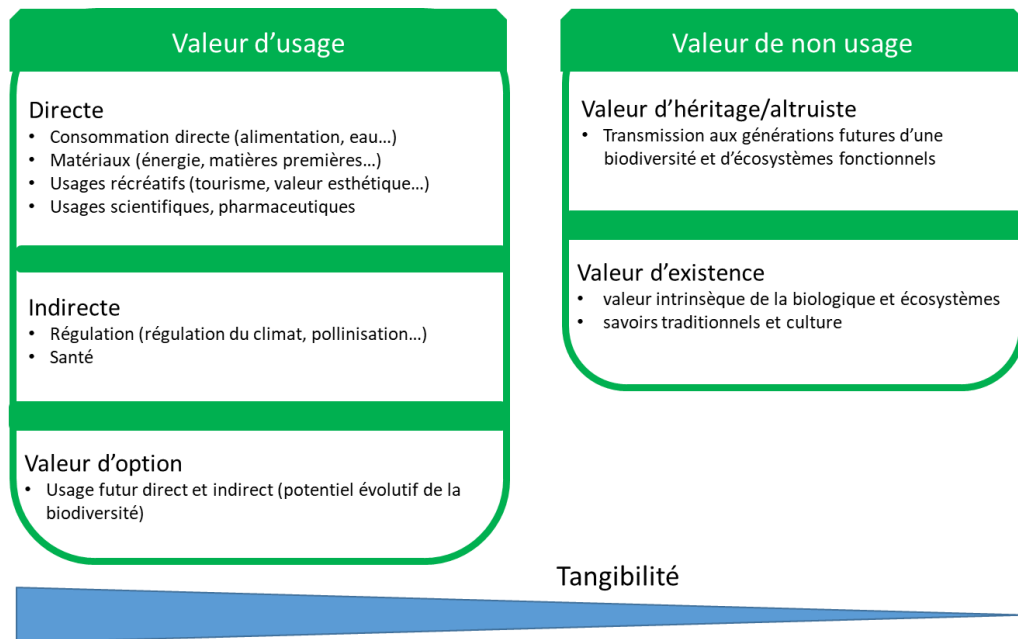 Valeur d’usage
Directe
• Consommation directe (alimentation, eau…)
• Matériaux (énergie, matières premières…)
• Usages récréatifs (tourisme, valeur esthétique…)
• Usages scientifiques, pharmaceutiques
Indirecte
• Régulation (régulation du climat, pollinisation…)
• Santé
Valeur d’option
• Usage futur direct et indirect (potentiel évolutif de la
biodiversité)
Valeur de non usage
Valeur d’héritage/altruiste
• Transmission aux générations futures d’une
biodiversité et d’écosystèmes fonctionnels
Valeur d’existence
• valeur intrinsèque de la biologique et écosystèmes
• savoirs traditionnels et culture
Tangibilité